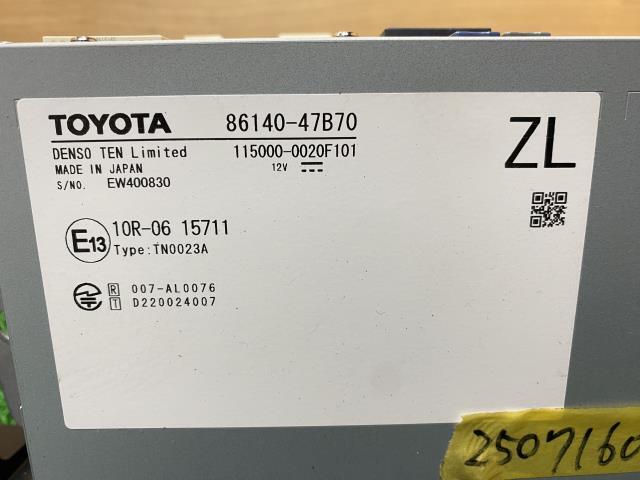 TOYOTA 86140-47B70
DENSO TEN Limited 115000-0020F101
MADE IN JAPAN 12V
S/NO. EW400830
ZL
E13 10R-06 15711
Type:TN0023A
R 007-AL0076
T D220024007
2507160